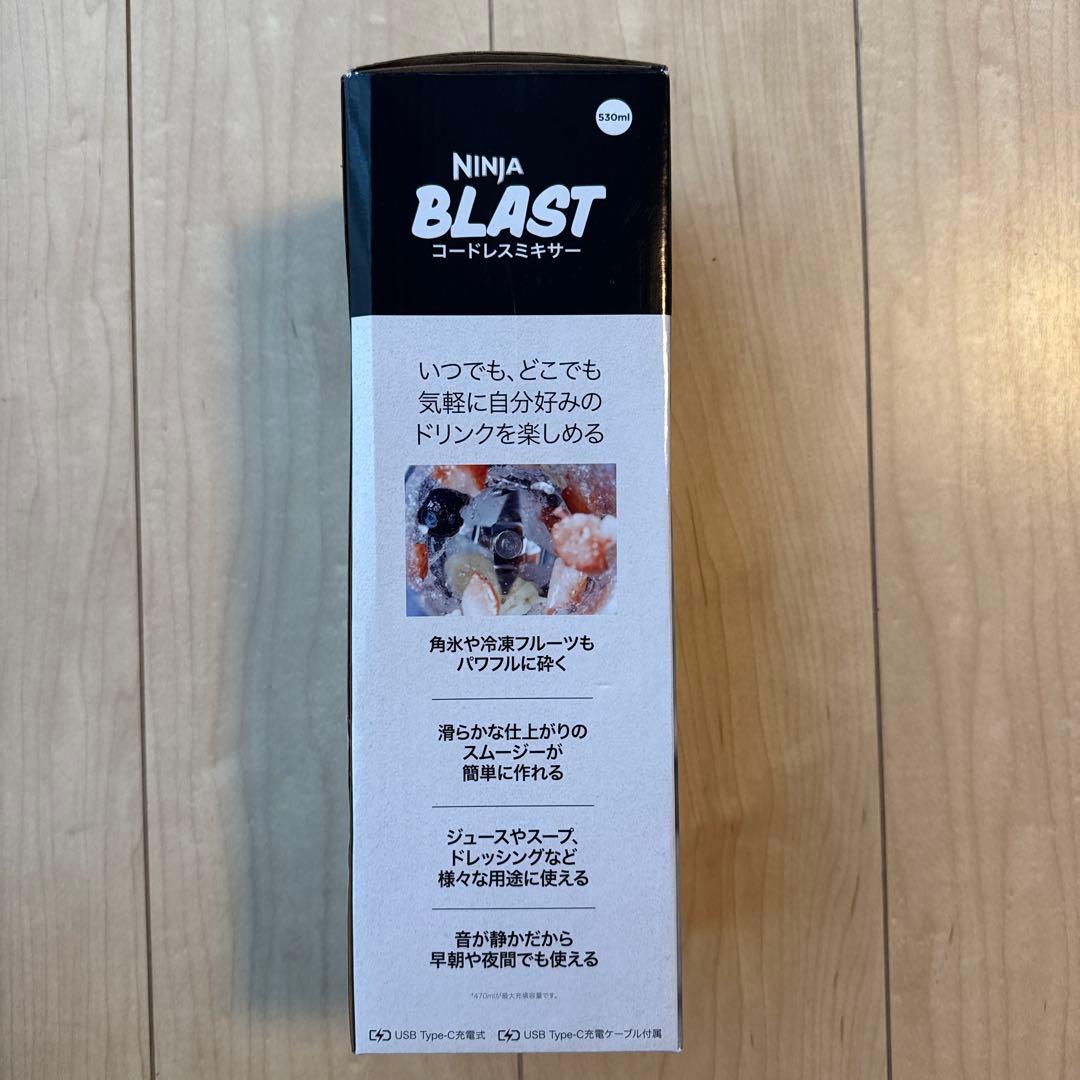 530ml
NINJA
BLAST
コードレスミキサー
いつでも、どこでも
気軽に自分好みの
ドリンクを楽しめる
角氷や冷凍フルーツも
パワフルに砕く
滑らかな仕上がりの
スムージーが
簡単に作れる
ジュースやスープ、
ドレッシングなど
様々な用途に使える
音が静かだから
早朝や夜間でも使える
*470mlが最大充填容量です。
USB Type-C充電式 USB Type-C充電ケーブル付属